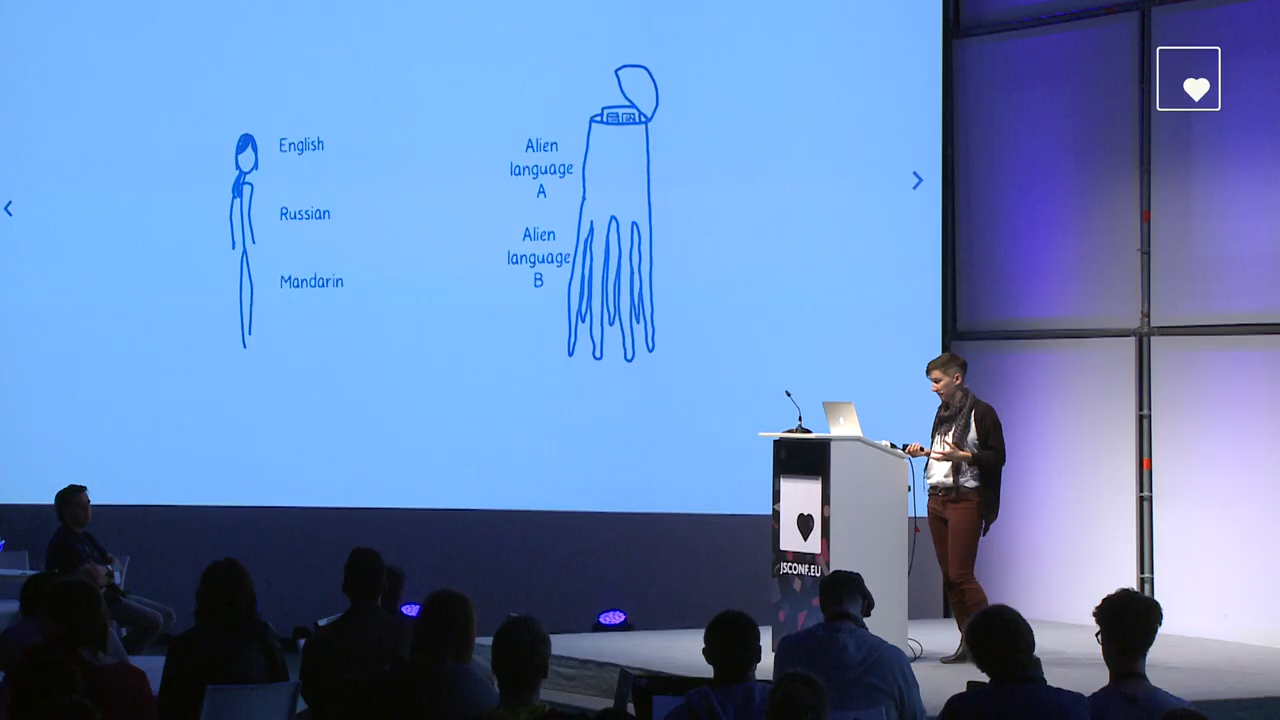 English
Russian
Mandarin
Alien
language
A
Alien
language
B
JSCONF.EU